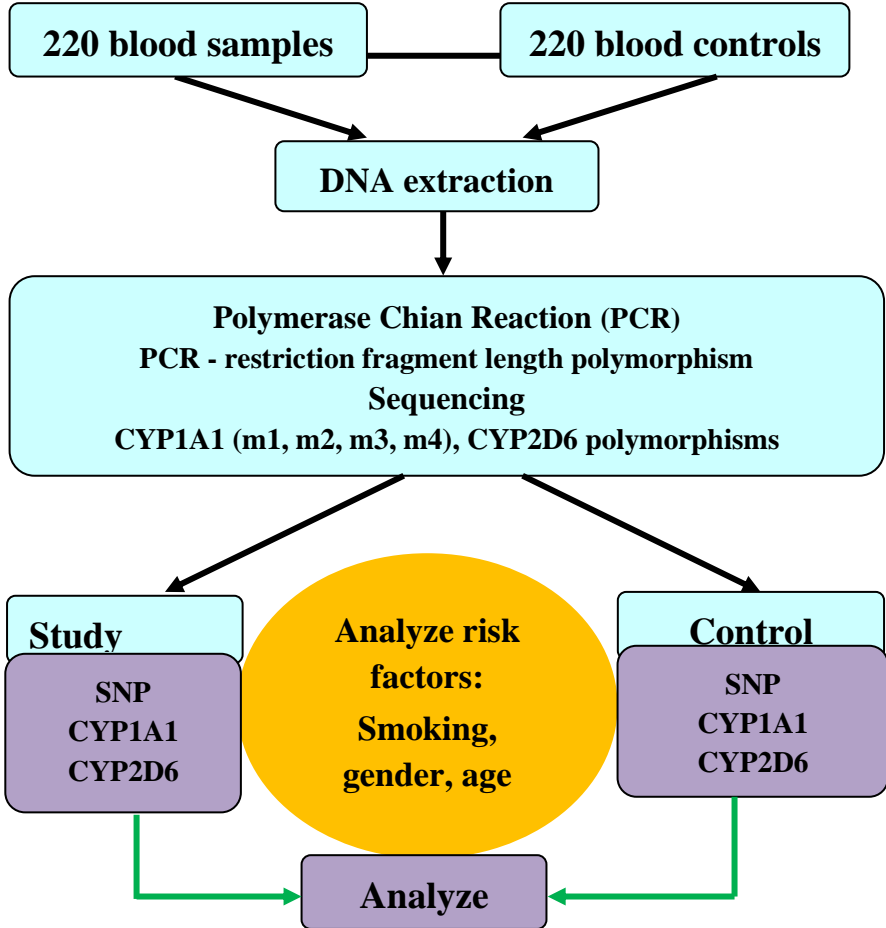 220 blood samples
220 blood controls
DNA extraction
Polymerase Chian Reaction (PCR)
PCR - restriction fragment length polymorphism
Sequencing
CYP1A1 (m1, m2, m3, m4), CYP2D6 polymorphisms
Study
Control
Analyze risk
factors:
Smoking,
gender, age
SNP
CYP1A1
CYP2D6
SNP
CYP1A1
CYP2D6
Analyze